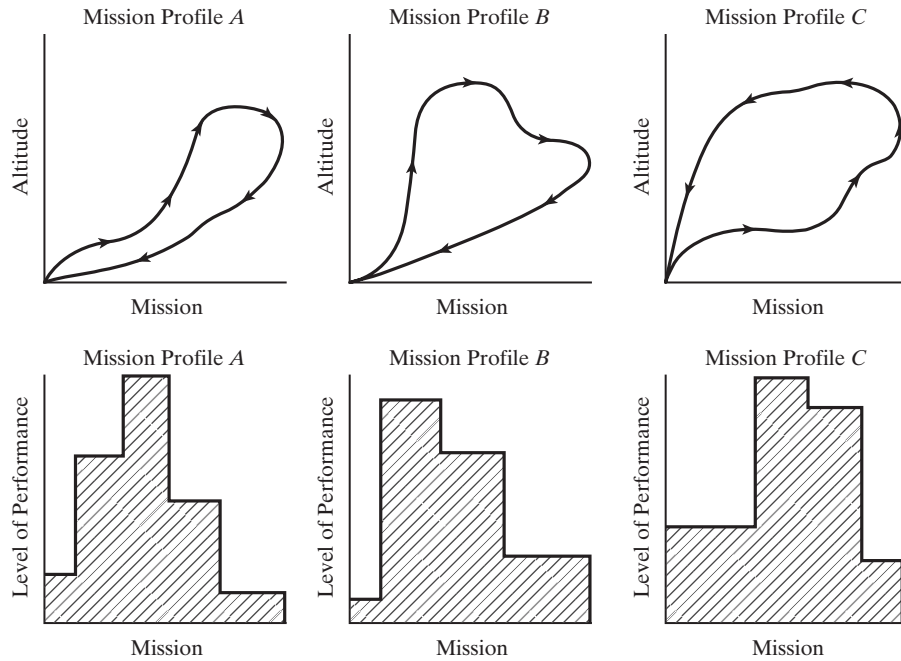 Mission Profile A
Mission Profile B
Mission Profile C
Altitude
Altitude
Altitude
Mission
Mission
Mission
Mission Profile A
Mission Profile B
Mission Profile C
Level of Performance
Level of Performance
Level of Performance
Mission
Mission
Mission